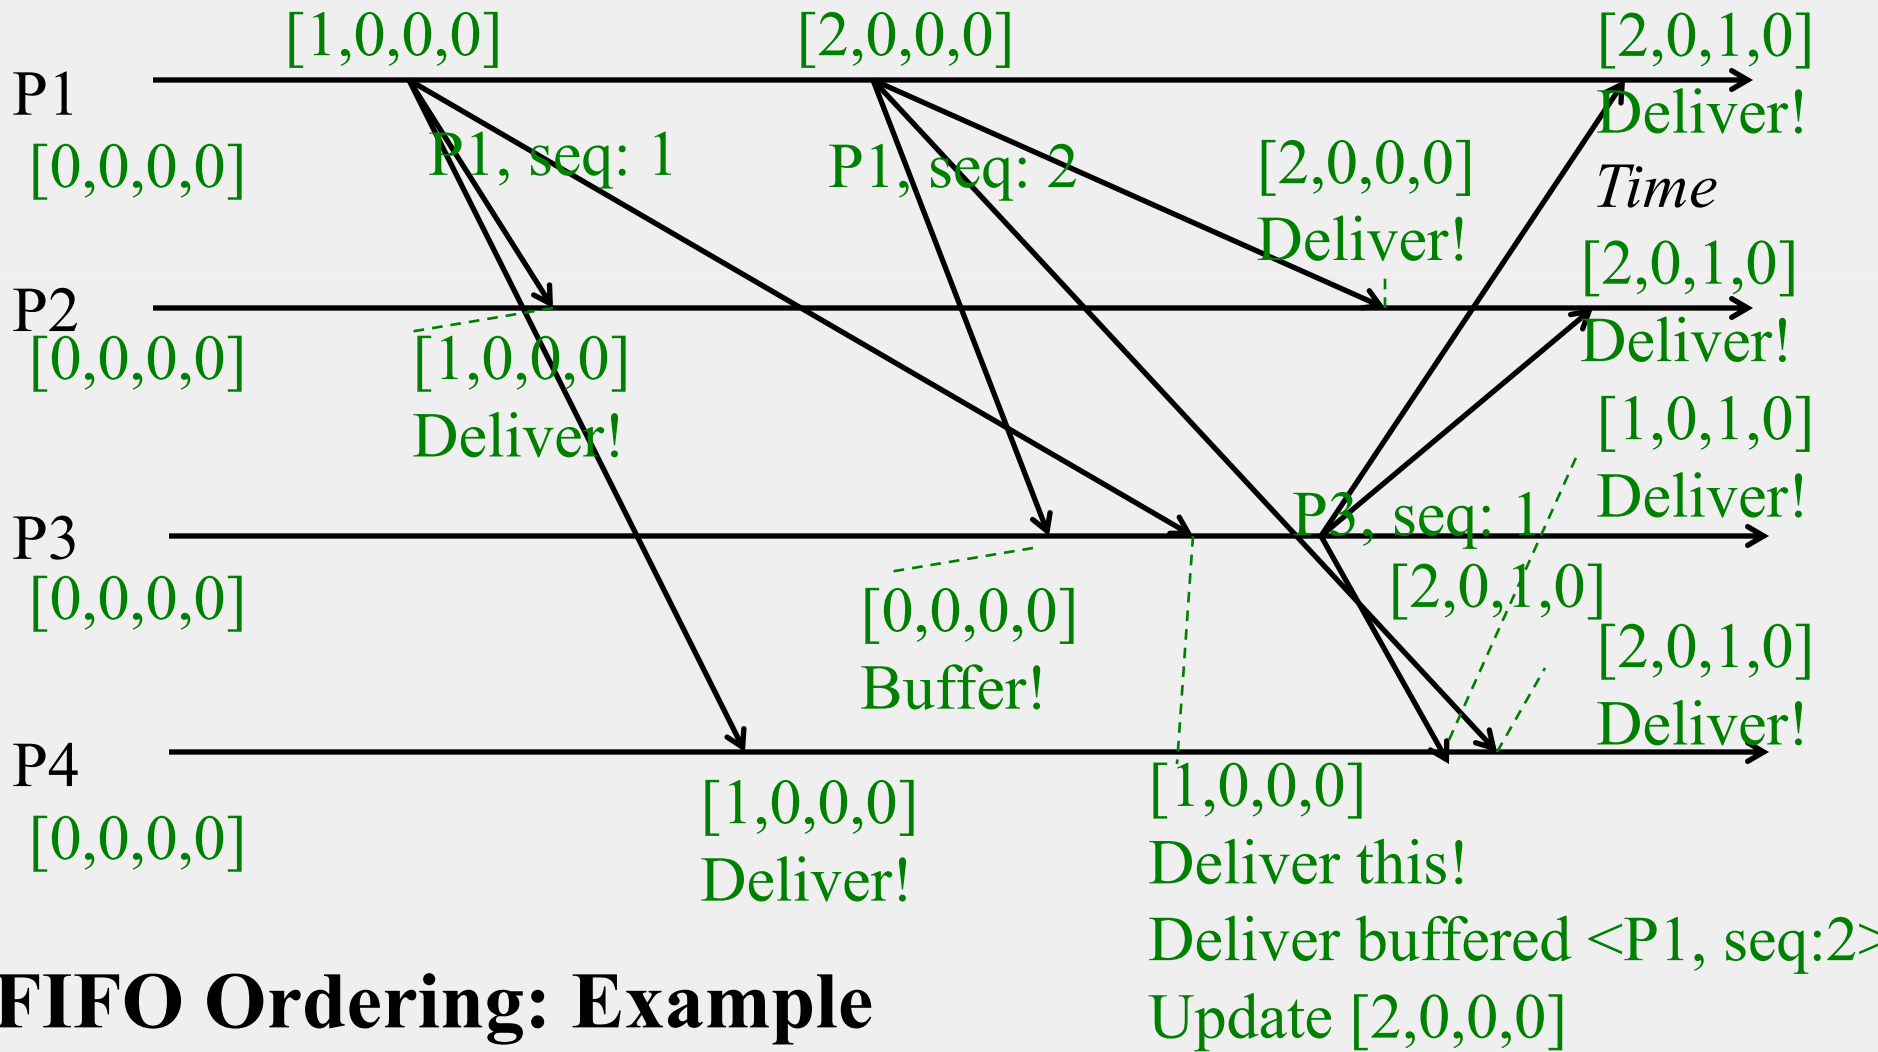 [1,0,0,0]
[2,0,0,0]
[2,0,1,0]
P1
Deliver!
[0,0,0,0]
P1, seq: 1
P1, seq: 2
[2,0,0,0]
Deliver!
Time
[2,0,1,0]
Deliver!
P2
[0,0,0,0]
[1,0,0,0]
Deliver!
[1,0,1,0]
Deliver!
P3
P3, seq: 1
[0,0,0,0]
[0,0,0,0]
Buffer!
[2,0,1,0]
[2,0,1,0]
Deliver!
P4
[0,0,0,0]
[1,0,0,0]
Deliver!
[1,0,0,0]
Deliver this!
Deliver buffered <P1, seq:2>
Update [2,0,0,0]
FIFO Ordering: Example